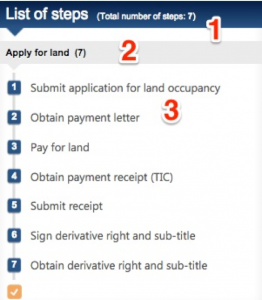 List of steps (Total number of steps: 7) 1
Apply for land (7) 2
1 Submit application for land occupancy
2 Obtain payment letter 3
3 Pay for land
4 Obtain payment receipt (TIC)
5 Submit receipt
6 Sign derivative right and sub-title
7 Obtain derivative right and sub-title